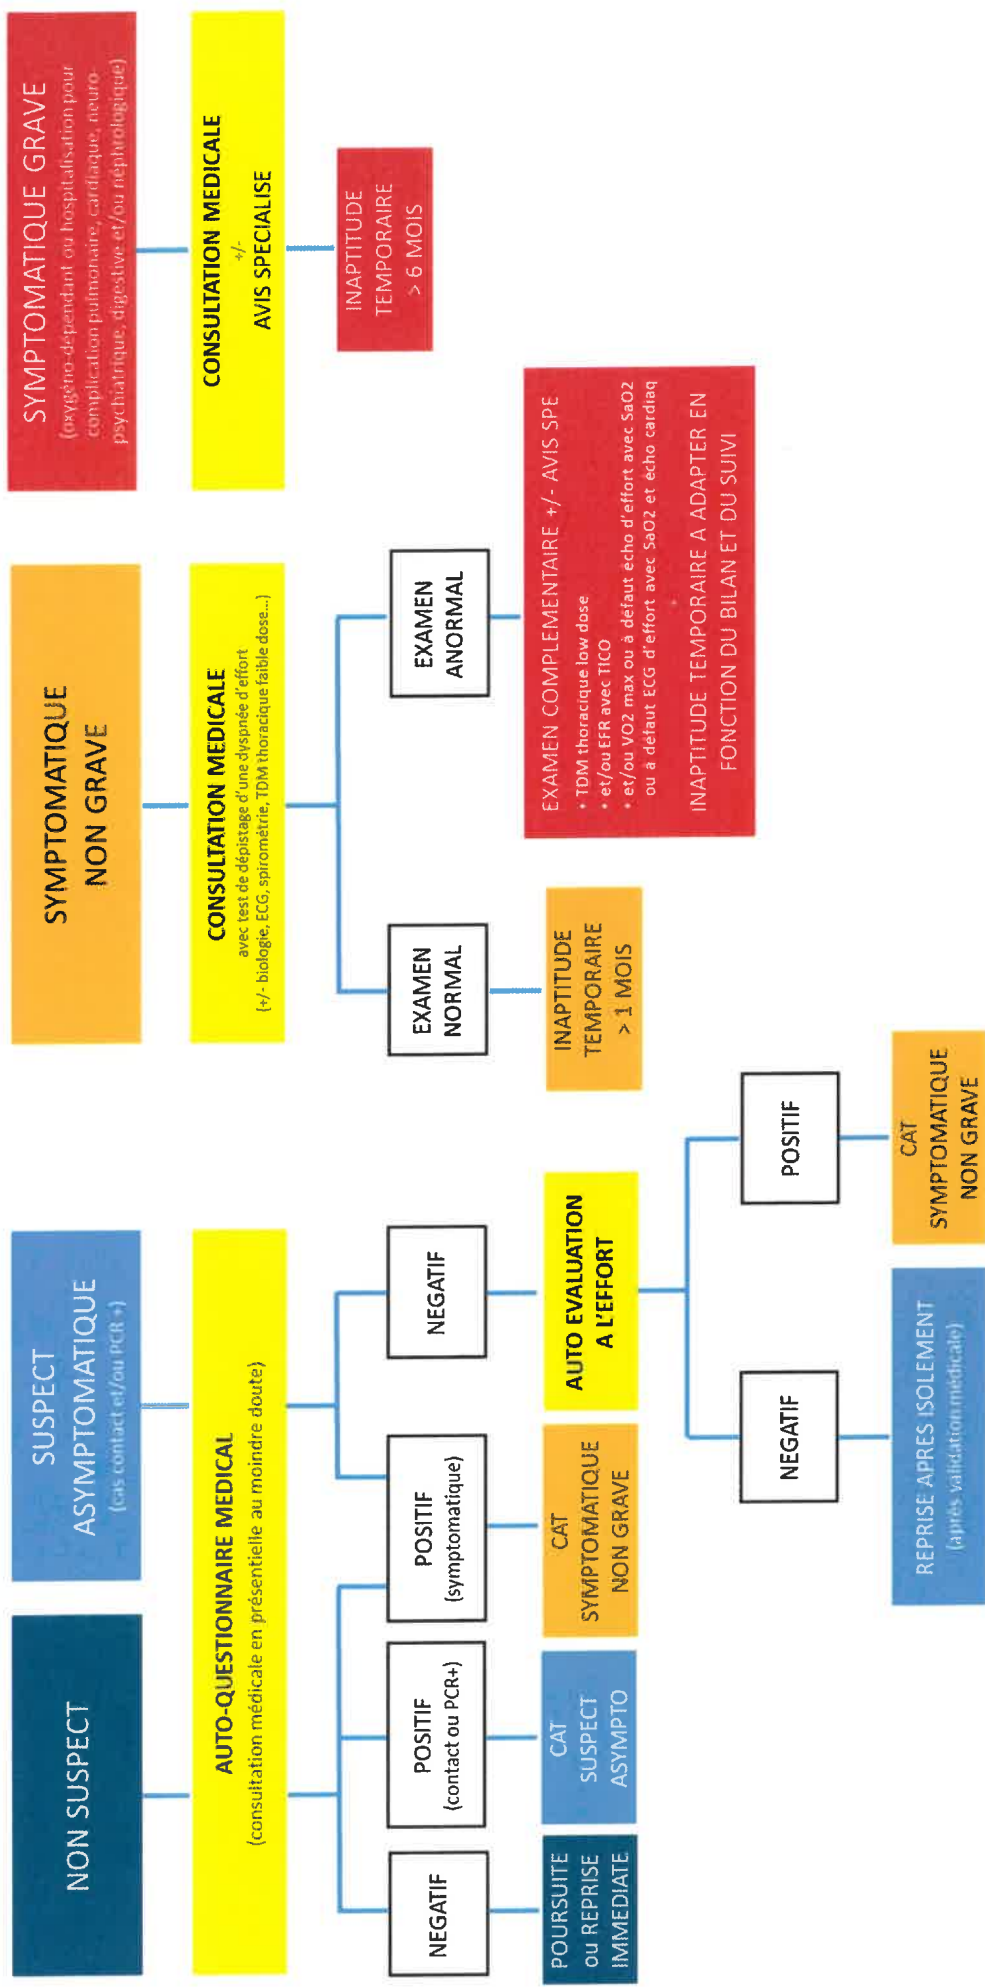 NON SUSPECT
SUSPECT
ASYMPTOMATIQUE
(cas contact et/ou PCR +)
SYMPTOMATIQUE
NON GRAVE
SYMPTOMATIQUE GRAVE
(oxygéno-dépendant ou hospitalisation pour
complication pulmonaire, cardiaque, neuro-
psychiatrique, digestive et/ou néphrologique)
AUTO-QUESTIONNAIRE MEDICAL
(consultation médicale en présentielle au moindre doute)
CONSULTATION MEDICALE
avec test de dépistage d'une dyspnée d'effort
(+/- biologie, ECG, spirométrie, TDM thoracique faible dose...)
CONSULTATION MEDICALE
+/-
AVIS SPECIALISE
NEGATIF
POSITIF
(contact ou PCR+)
POSITIF
(symptomatique)
NEGATIF
EXAMEN
NORMAL
EXAMEN
ANORMAL
INAPTITUDE
TEMPORAIRE
> 6 MOIS
POURSUITE
ou REPRISE
IMMEDIATE
CAT
SUSPECT
ASYMPTO
CAT
SYMPTOMATIQUE
NON GRAVE
AUTO EVALUATION
A L'EFFORT
INAPTITUDE
TEMPORAIRE
> 1 MOIS
EXAMEN COMPLEMENTAIRE +/- AVIS SPE
• TDM thoracique low dose
• et/ou EFR avec TlCO
• et/ou VO2 max ou à défaut écho d'effort avec SaO2
ou à défaut ECG d'effort avec SaO2 et écho cardiaq
INAPTITUDE TEMPORAIRE A ADAPTER EN
FONCTION DU BILAN ET DU SUIVI
NEGATIF
POSITIF
REPRISE APRES ISOLEMENT
(après validation médicale)
CAT
SYMPTOMATIQUE
NON GRAVE